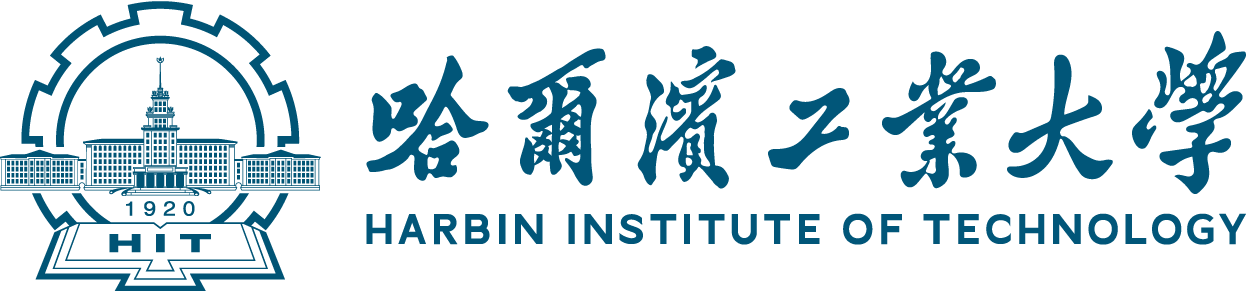 1920
HIT
哈爾濱工業大學
HARBIN INSTITUTE OF TECHNOLOGY